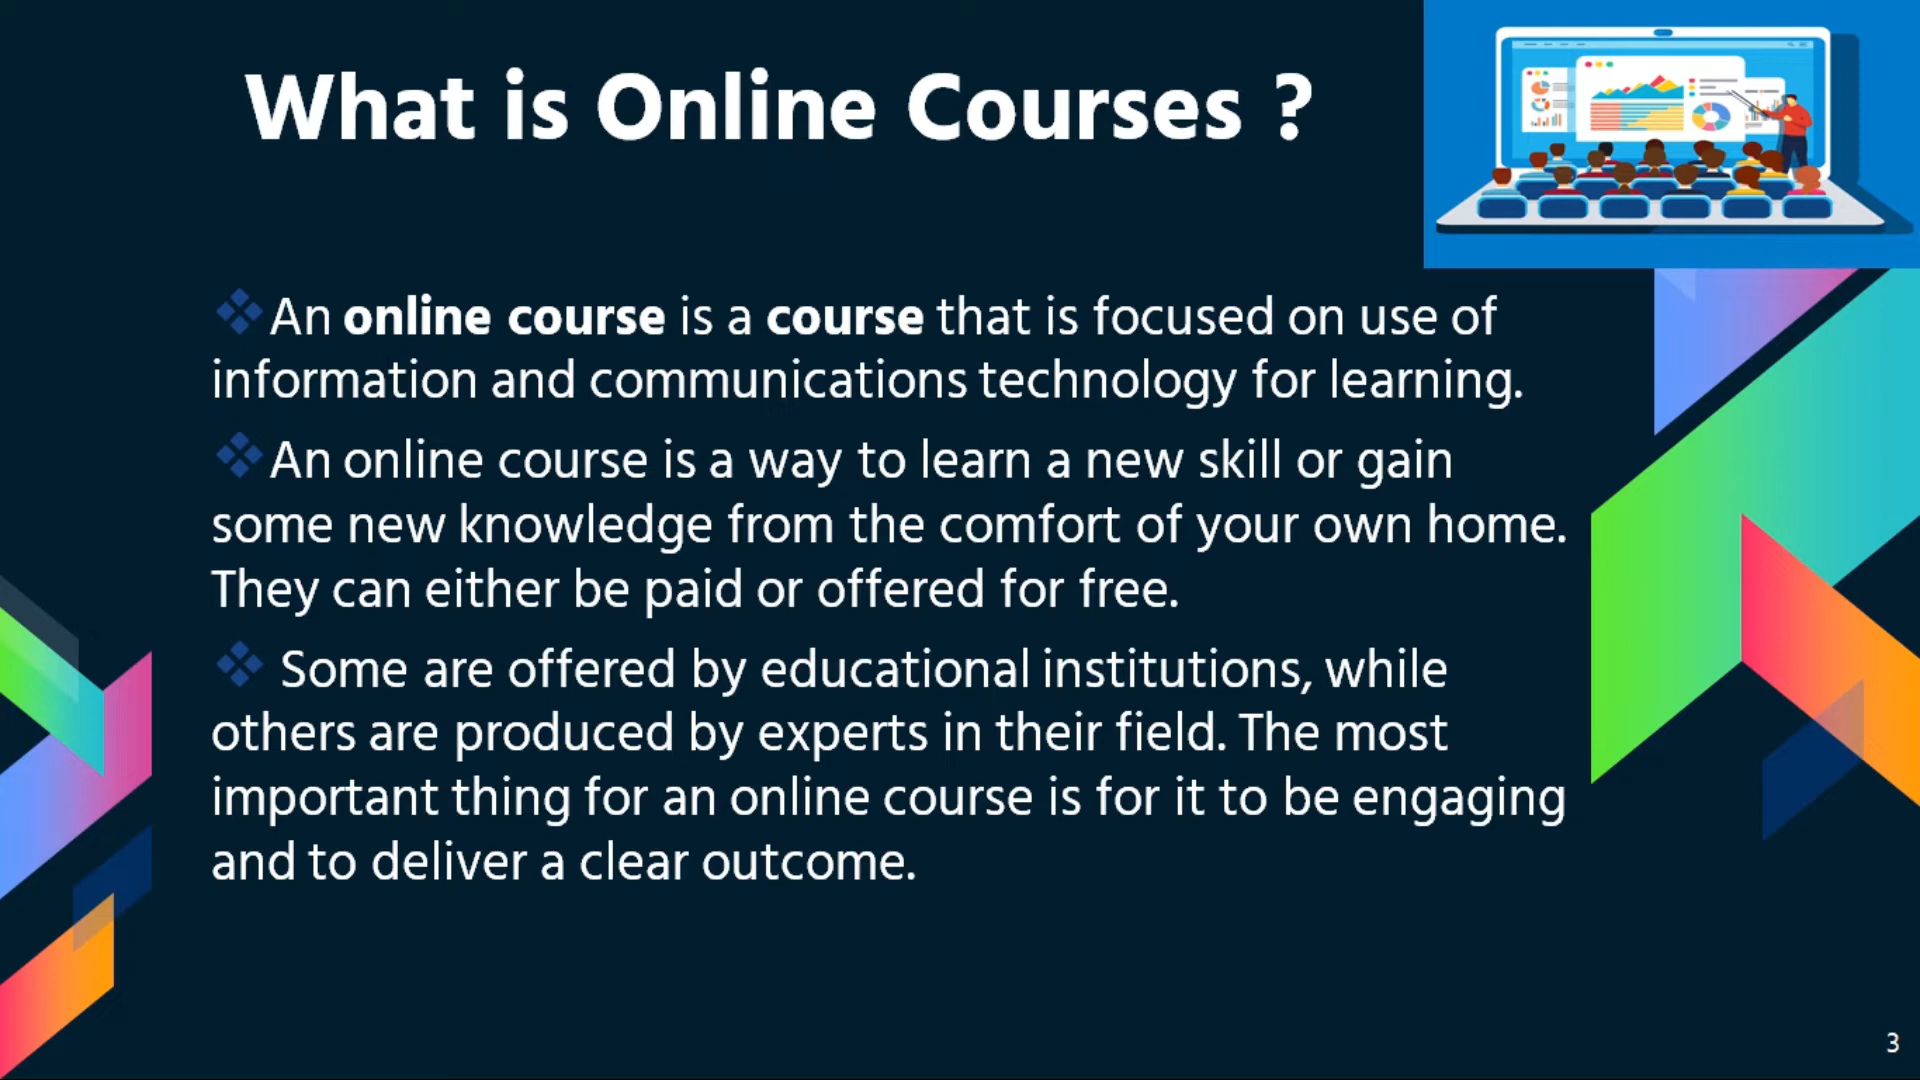 What is Online Courses ?
❖An online course is a course that is focused on use of
information and communications technology for learning.
❖An online course is a way to learn a new skill or gain
some new knowledge from the comfort of your own home.
They can either be paid or offered for free.
❖ Some are offered by educational institutions, while
others are produced by experts in their field. The most
important thing for an online course is for it to be engaging
and to deliver a clear outcome.
3